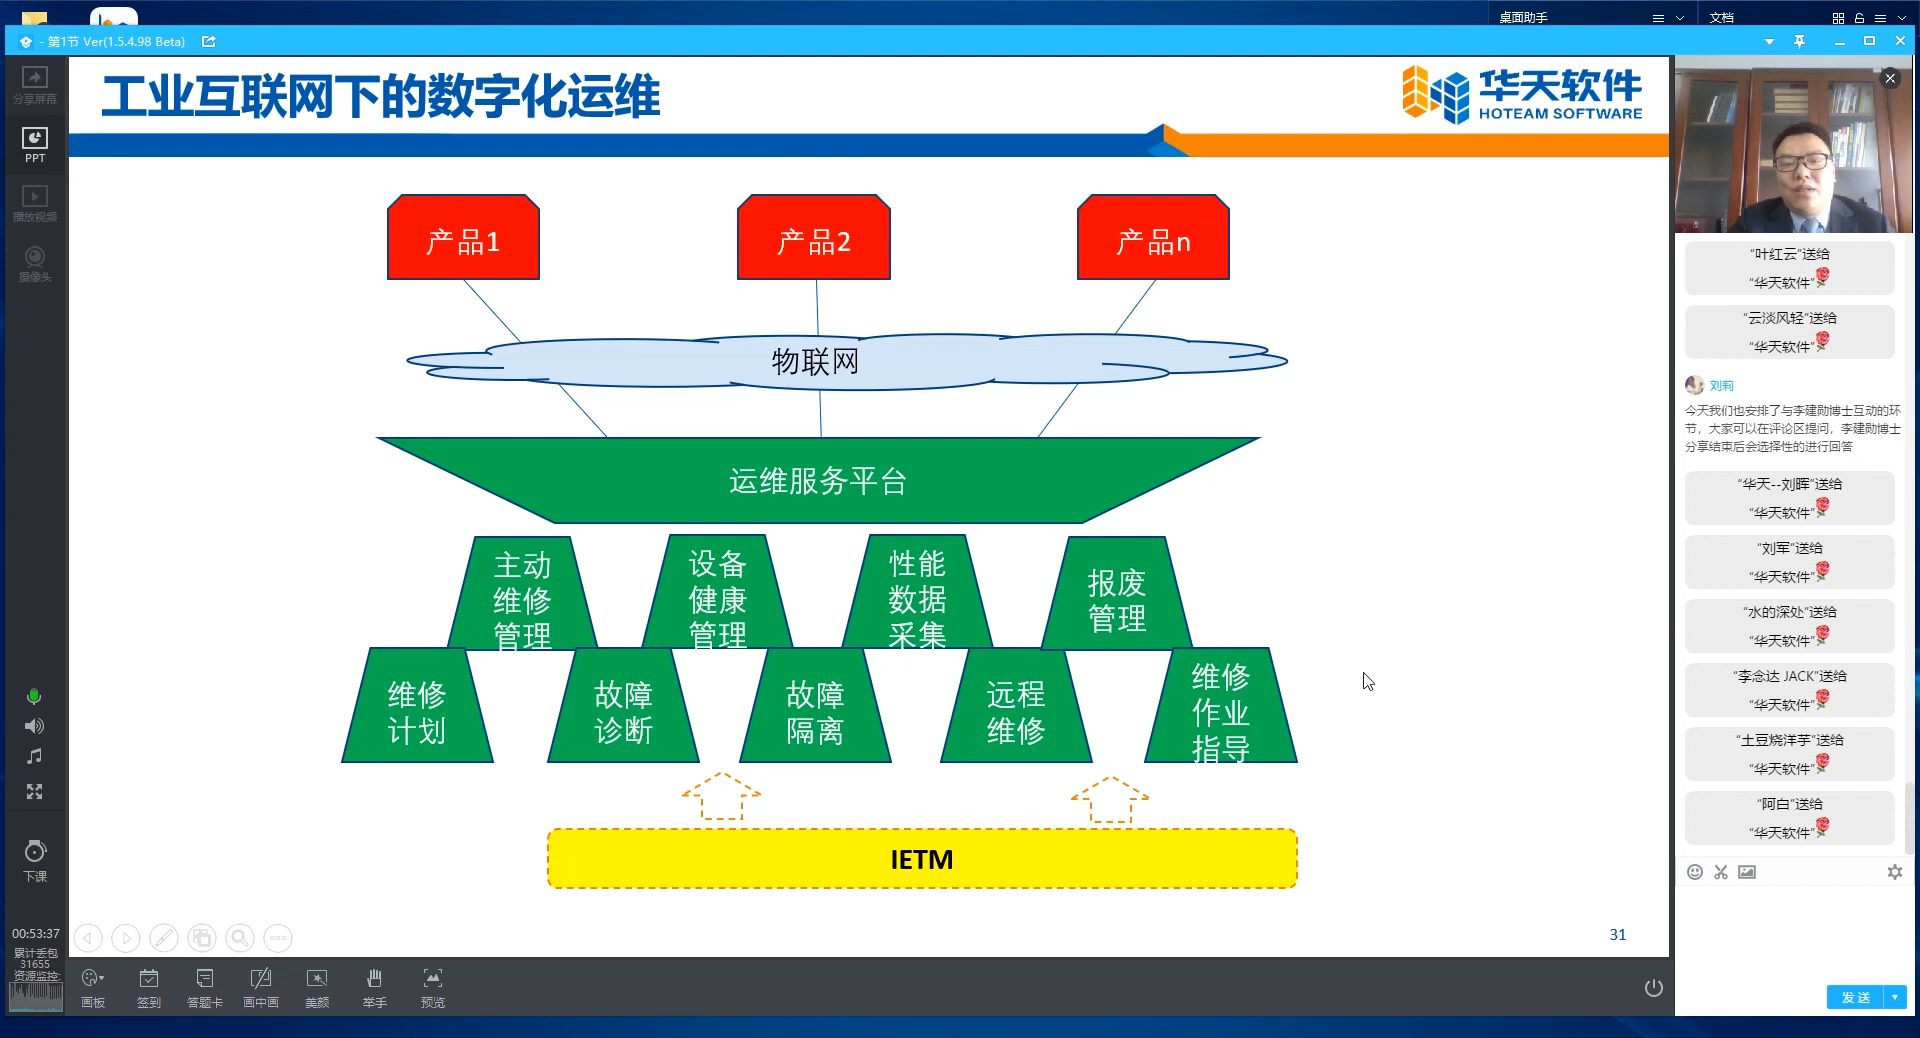 桌面助手
文档
- 第1节 Ver(1.5.4.98 Beta)
分享屏幕
PPT
播放视频
摄像头
下课
00:53:37
累计丢包
31655
资源监控:
工业互联网下的数字化运维
华天软件
HOTEAM SOFTWARE
产品1
产品2
产品n
物联网
运维服务平台
主动
维修
管理
设备
健康
管理
性能
数据
采集
报废
管理
维修
计划
故障
诊断
故障
隔离
远程
维修
维修
作业
指导
IETM
31
画板
签到
答题卡
画中画
美颜
举手
预览
“叶红云”送给
“华天软件”
“云淡风轻”送给
“华天软件”
刘莉
今天我们也安排了与李建勋博士互动的环
节，大家可以在评论区提问，李建勋博士
分享结束后会选择性的进行回答
“华天--刘晖”送给
“华天软件”
“刘军”送给
“华天软件”
“水的深处”送给
“华天软件”
“李念达 JACK”送给
“华天软件”
“土豆烧洋芋”送给
“华天软件”
“阿白”送给
“华天软件”
发送